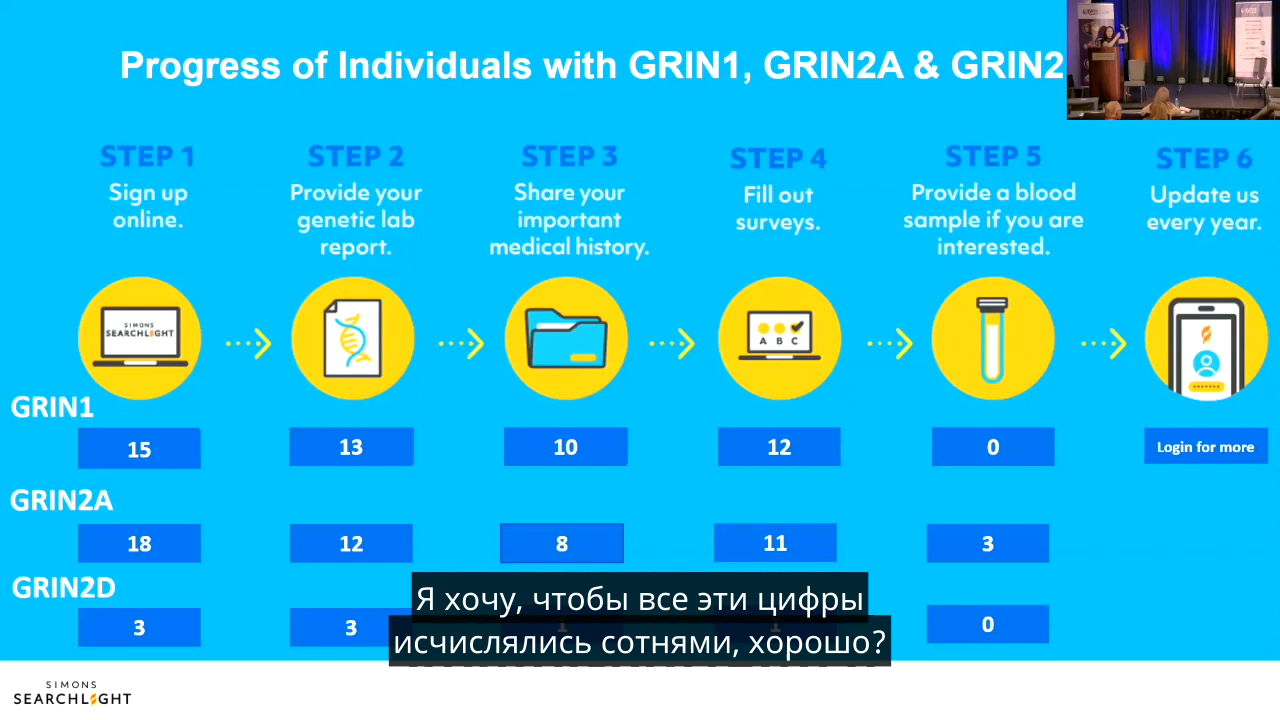 Progress of Individuals with GRIN1, GRIN2A & GRIN2
STEP 1
Sign up
online.
STEP 2
Provide your
genetic lab
report.
STEP 3
Share your
important
medical history.
STEP 4
Fill out
surveys.
STEP 5
Provide a blood
sample if you are
interested.
STEP 6
Update us
every year.
SIMONS
SEARCHLIGHT
A B C
GRIN1
15
13
10
12
0
Login for more
GRIN2A
18
12
8
11
3
GRIN2D
3
3
1
1
0
Я хочу, чтобы все эти цифры
исчислялись сотнями, хорошо?
SIMONS
SEARCHLIGHT